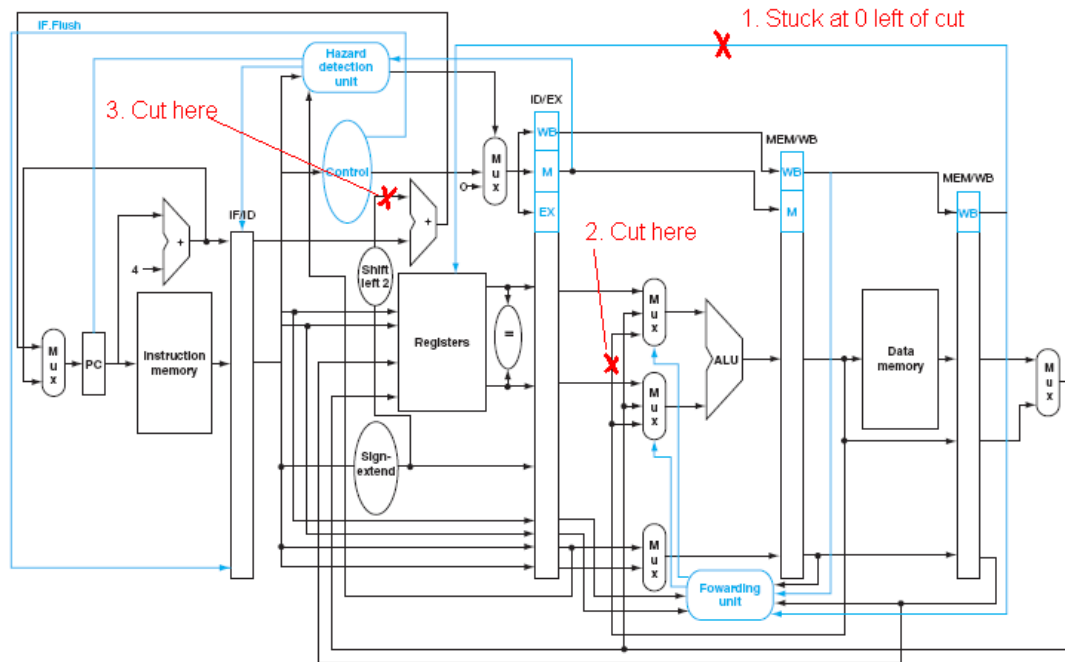 1. Stuck at 0 left of cut
IF.Flush
Hazard
detection
unit
3. Cut here
ID/EX
WB
MEM/WB
Control
M
u
x
0
M
WB
MEM/WB
EX
M
WB
IF/ID
+
+
2. Cut here
4
Shift
left 2
M
u
x
Registers
=
ALU
M
u
x
PC
Instruction
memory
Data
memory
M
u
x
M
u
x
Sign-
extend
M
u
x
Fowarding
unit